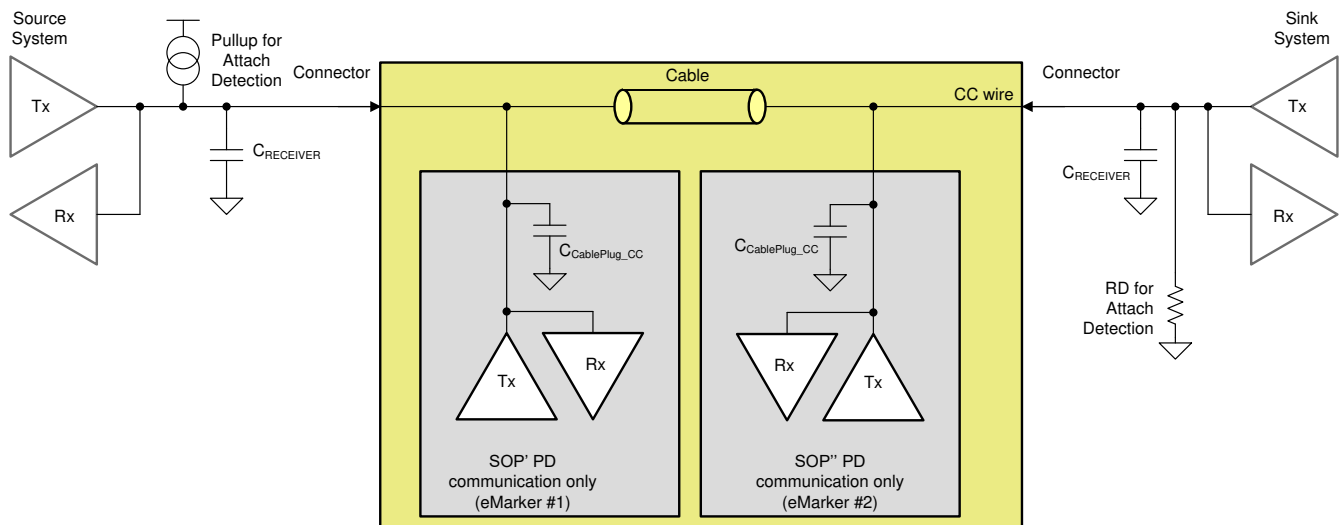 Source
System
Tx
Rx
Pullup for
Attach
Detection
CRECEIVER
Connector
Cable
CC wire
CCablePlug_CC
Tx
Rx
SOP' PD
communication only
(eMarker #1)
CCablePlug_CC
Rx
Tx
SOP'' PD
communication only
(eMarker #2)
Connector
CRECEIVER
RD for
Attach
Detection
Sink
System
Tx
Rx